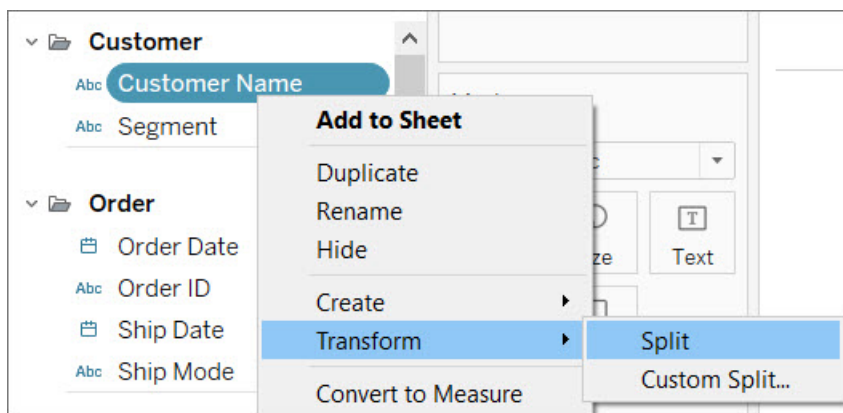 Customer
Abc Customer Name
Abc Segment
Order
Order Date
Abc Order ID
Ship Date
Abc Ship Mode
Add to Sheet
Duplicate
Rename
Hide
Create
Transform
Convert to Measure
Split
Custom Split...
T
Text